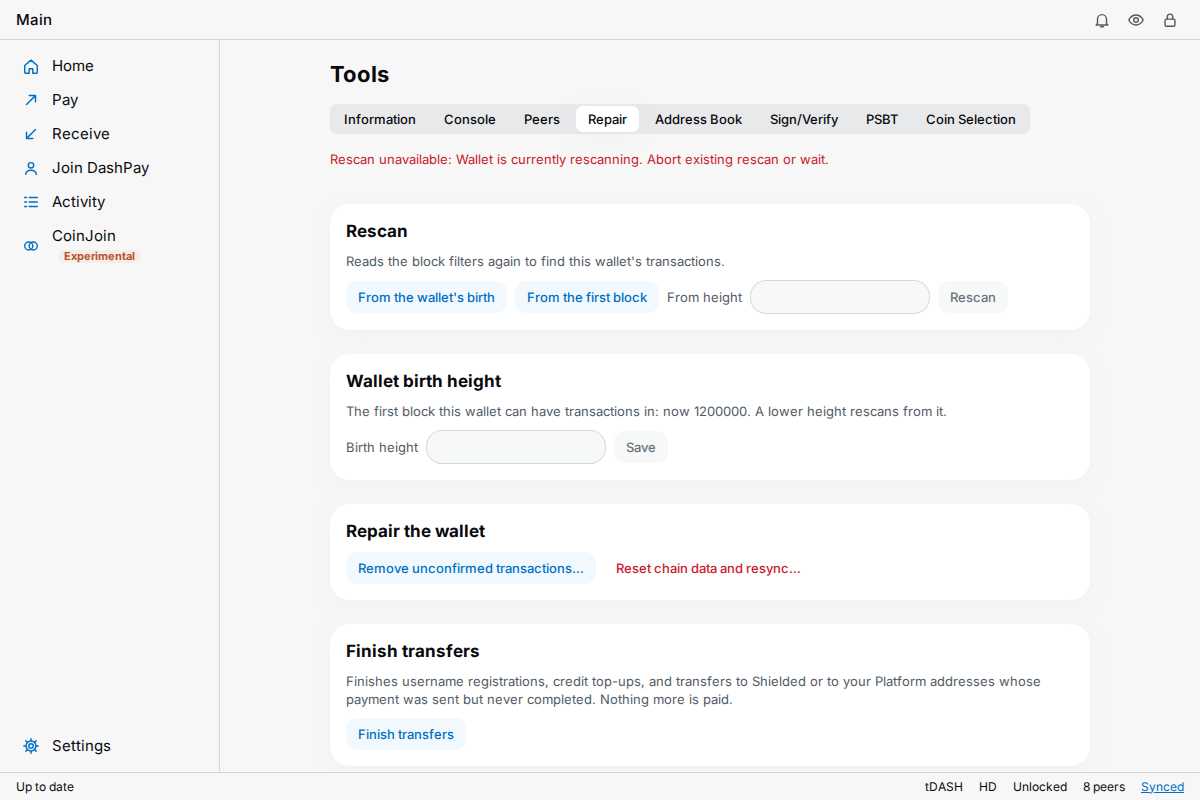 Main
Home
Pay
Receive
Join DashPay
Activity
CoinJoin
Experimental
Settings
Tools
Information Console Peers Repair Address Book Sign/Verify PSBT Coin Selection
Rescan unavailable: Wallet is currently rescanning. Abort existing rescan or wait.
Rescan
Reads the block filters again to find this wallet's transactions.
From the wallet's birth From the first block From height Rescan
Wallet birth height
The first block this wallet can have transactions in: now 1200000. A lower height rescans from it.
Birth height Save
Repair the wallet
Remove unconfirmed transactions... Reset chain data and resync...
Finish transfers
Finishes username registrations, credit top-ups, and transfers to Shielded or to your Platform addresses whose
payment was sent but never completed. Nothing more is paid.
Finish transfers
Up to date tDASH HD Unlocked 8 peers Synced